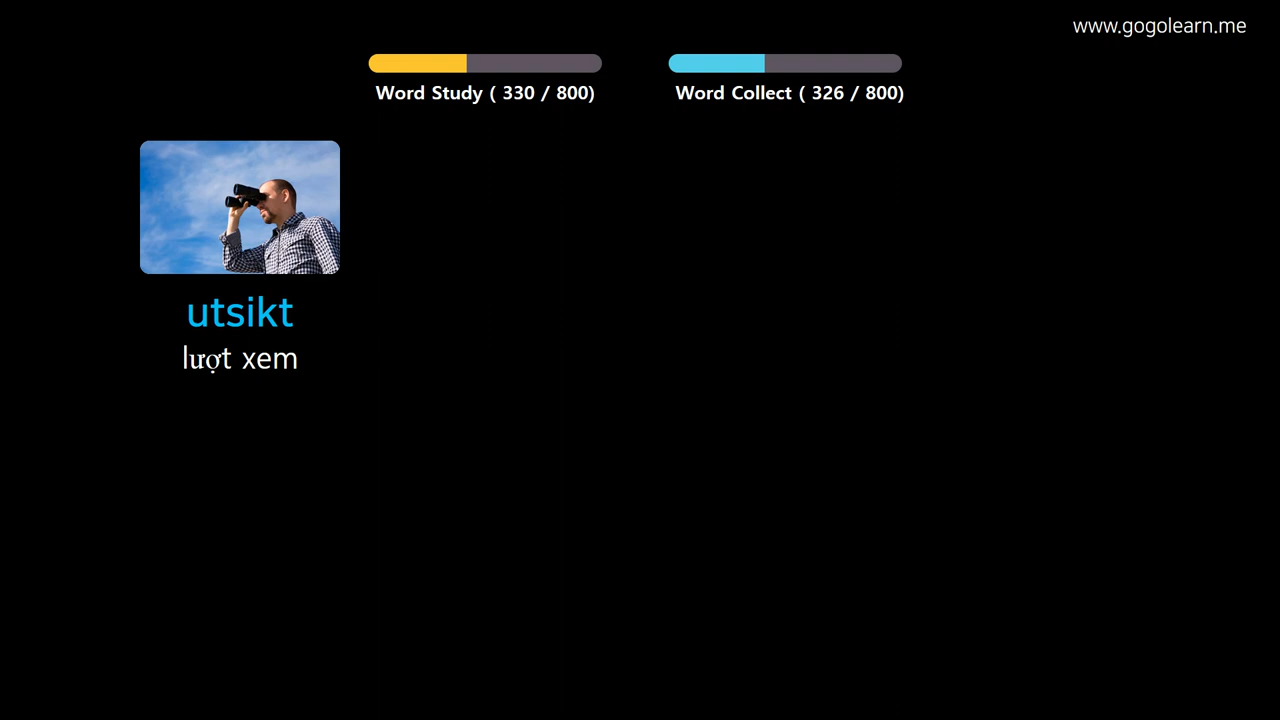 www.gogolearn.me
Word Study ( 330 / 800)
Word Collect ( 326 / 800)
utsikt
lượt xem